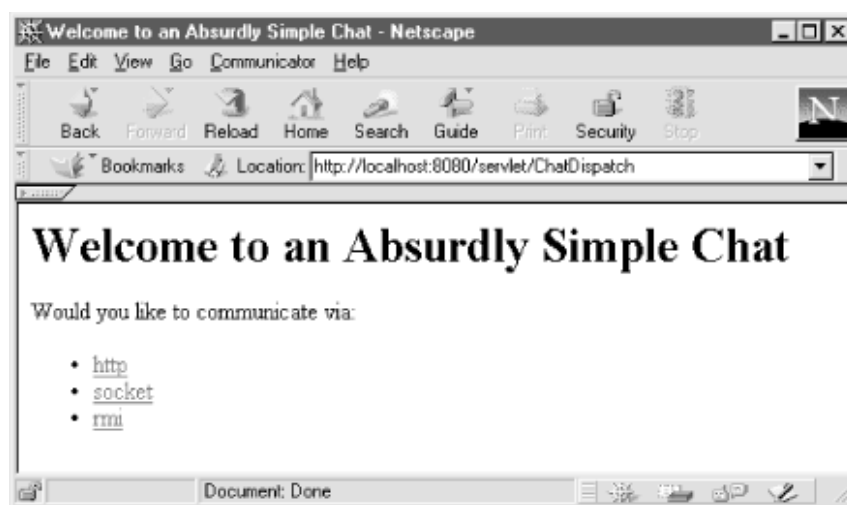 Welcome to an Absurdly Simple Chat - Netscape
File Edit View Go Communicator Help
Back Forward Reload Home Search Guide Print Security Stop
N
Bookmarks Location: http://localhost:8080/servlet/ChatDispatch
Welcome to an Absurdly Simple Chat
Would you like to communicate via:
• http
• socket
• rmi
Document: Done